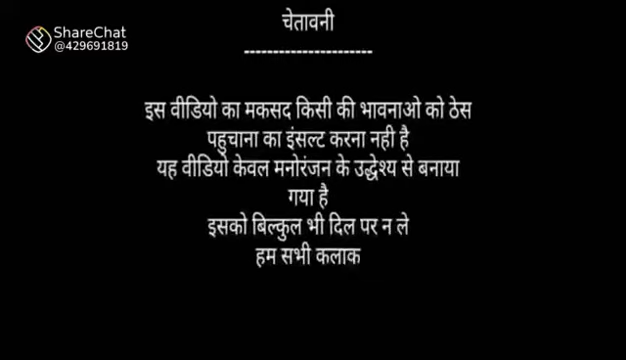 ShareChat
@429691819
चेतावनी
----------------------
इस वीडियो का मकसद किसी की भावनाओ को ठेस
पहुचाना का इंसल्ट करना नही है
यह वीडियो केवल मनोरंजन के उद्धेश्य से बनाया
गया है
इसको बिल्कुल भी दिल पर न ले
हम सभी कलाक